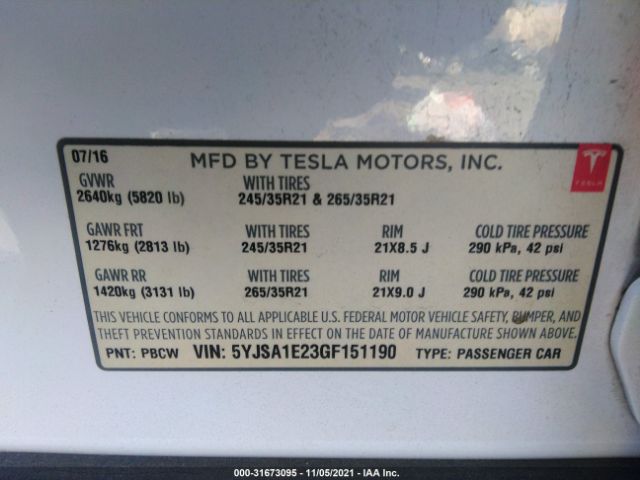 07/16 MFD BY TESLA MOTORS, INC.
GVWR WITH TIRES
2640kg (5820 lb) 245/35R21 & 265/35R21
TESLA
GAWR FRT WITH TIRES RIM COLD TIRE PRESSURE
1276kg (2813 lb) 245/35R21 21X8.5 J 290 kPa, 42 psi
GAWR RR WITH TIRES RIM COLD TIRE PRESSURE
1420kg (3131 lb) 265/35R21 21X9.0 J 290 kPa, 42 psi
THIS VEHICLE CONFORMS TO ALL APPLICABLE U.S. FEDERAL MOTOR VEHICLE SAFETY, BUMPER, AND
THEFT PREVENTION STANDARDS IN EFFECT ON THE DATE OF MANUFACTURE SHOWN ABOVE.
PNT: PBCW VIN: 5YJSA1E23GF151190 TYPE: PASSENGER CAR
000-31673095 - 11/05/2021 - IAA Inc.